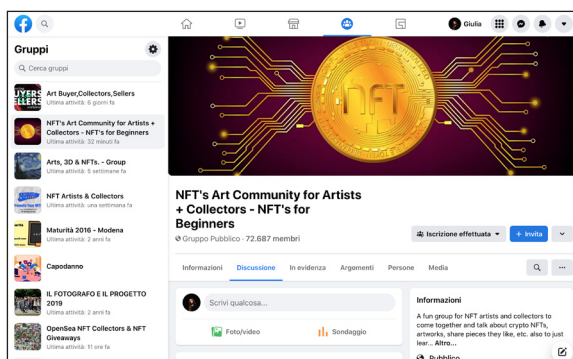 Giulia
Gruppi
Cerca gruppi
Art Buyer,Collectors,Sellers
Ultima attività: 6 giorni fa
NFT's Art Community for Artists +
Collectors - NFT's for Beginners
Ultima attività: 32 minuti fa
Arts, 3D & NFTs. - Group
Ultima attività: 5 settimane fa
NFT Artists & Collectors
Ultima attività: una settimana fa
Maturità 2016 - Modena
Ultima attività: 2 anni fa
Capodanno
IL FOTOGRAFO E IL PROGETTO
2019
Ultima attività: 2 anni fa
OpenSea NFT Collectors & NFT
Giveaways
Ultima attività: 11 ore fa
NFT
NFT's Art Community for Artists
+ Collectors - NFT's for
Beginners
Gruppo Pubblico · 72.687 membri
Iscrizione effettuata
+ Invita
Informazioni Discussione In evidenza Argomenti Persone Media
Scrivi qualcosa...
Foto/video Sondaggio
Informazioni
A fun group for NFT artists and collectors to
come together and talk about crypto NFTs,
artworks, share pieces they like, etc. also to just
lear... Altro...
Pubblico